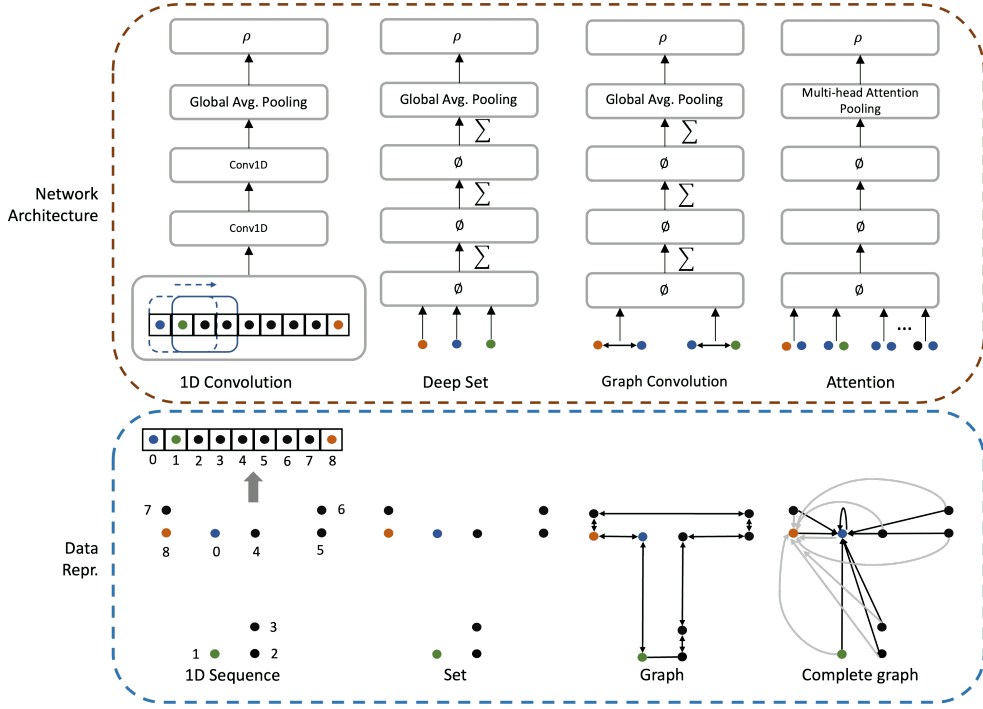 ρ
ρ
ρ
ρ
Global Avg. Pooling
Global Avg. Pooling
Global Avg. Pooling
Multi-head Attention
Pooling
∑
∑
Conv1D
∅
∅
∅
∑
∑
Network
Architecture
Conv1D
∅
∅
∅
∑
∑
∅
∅
∅
...
1D Convolution
Deep Set
Graph Convolution
Attention
0 1 2 3 4 5 6 7 8
7
6
8
0
4
5
Data
Repr.
3
1
2
1D Sequence
Set
Graph
Complete graph